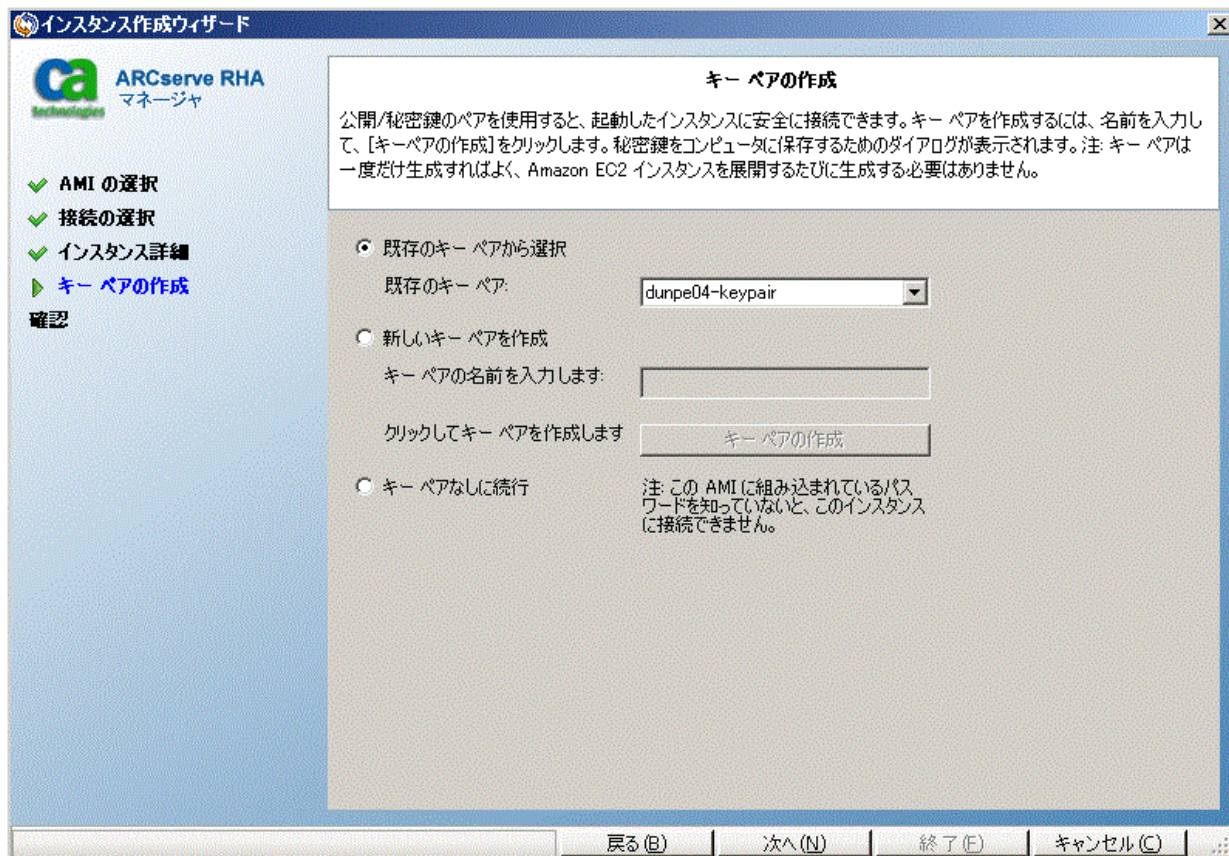 インスタンス作成ウィザード
ca
technologies
ARCserve RHA
マネージャ
AMI の選択
接続の選択
インスタンス詳細
キー ペアの作成
確認
キー ペアの作成
公開/秘密鍵のペアを使用すると、起動したインスタンスに安全に接続できます。キー ペアを作成するには、名前を入力し
て、[キーペアの作成]をクリックします。秘密鍵をコンピュータに保存するためのダイアログが表示されます。注: キー ペアは
一度だけ生成すればよく、Amazon EC2 インスタンスを展開するたびに生成する必要はありません。
既存のキー ペアから選択
既存のキー ペア:
dunpe04-keypair
新しいキー ペアを作成
キー ペアの名前を入力します:
クリックしてキー ペアを作成します
キー ペアの作成
キー ペアなしに続行
注: この AMI に組み込まれているパス
ワードを知っていないと、このインスタンス
に接続できません。
戻る(B)
次へ(N)
終了(F)
キャンセル(C)